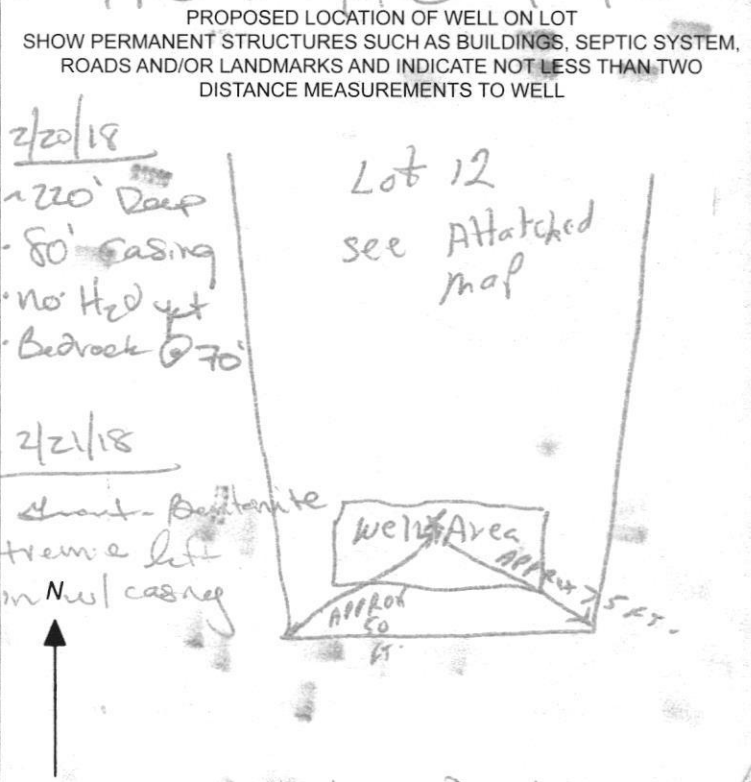 PROPOSED LOCATION OF WELL ON LOT
SHOW PERMANENT STRUCTURES SUCH AS BUILDINGS, SEPTIC SYSTEM,
ROADS AND/OR LANDMARKS AND INDICATE NOT LESS THAN TWO
DISTANCE MEASUREMENTS TO WELL
2/20/18
~220' Deep
· 80' casing
· no H2O yet
· Bedrock @ 70'
Lot 12
see Attatched
map
2/21/18
Grout - Bentonite
tremie left
in w/ casing
Well Area
APPROX
50
FT.
APPROX 75 FT.
N